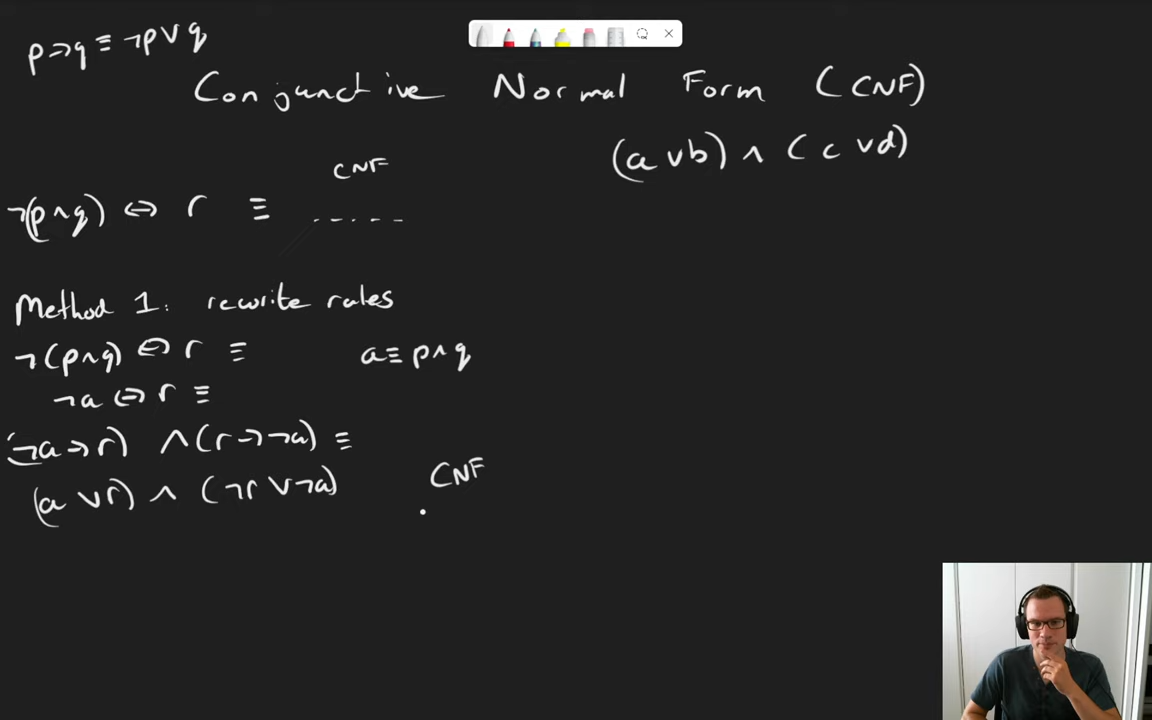 p→q ≡ ¬p∨q
Conjunctive Normal Form (CNF)
(a∨b) ∧ (c∨d)
CNF
¬(p∧q) ⇔ r ≡ .....
Method 1: rewrite rules
¬(p∧q) ⇔ r ≡ a≡ p∧q
¬a ⇔ r ≡
(¬a→r) ∧(r→¬a) ≡
(a∨r) ∧ (¬r∨¬a)
CNF